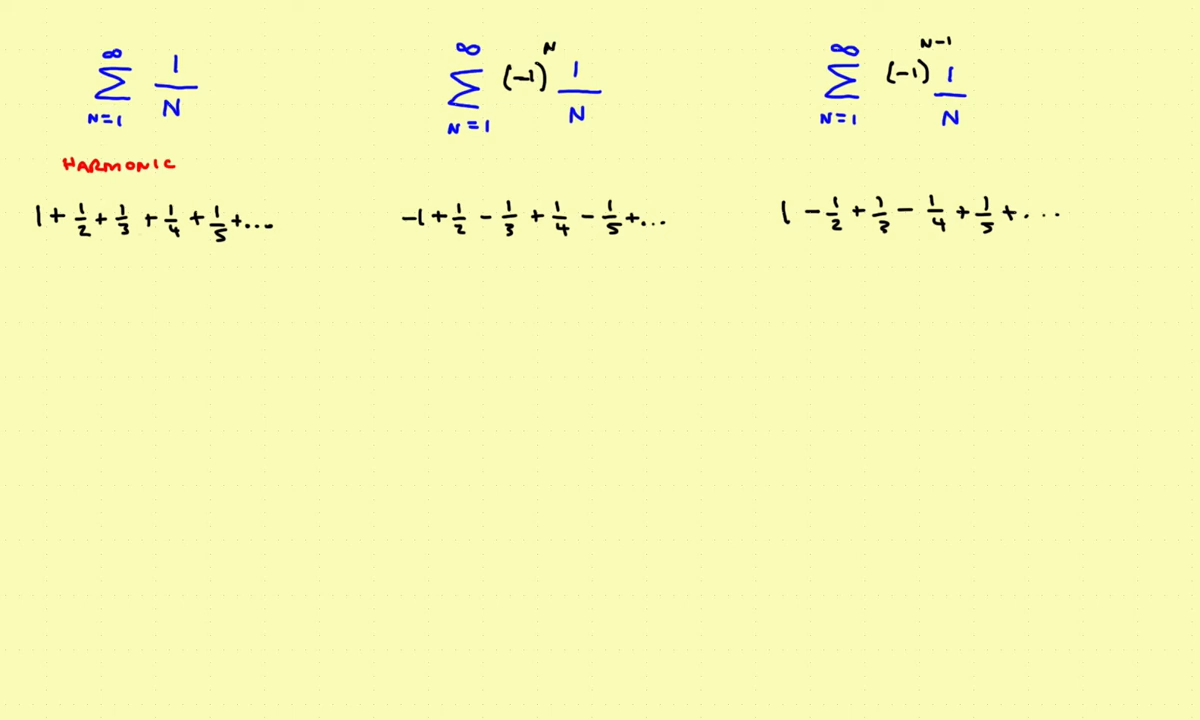 ∞ ∑ N=1 1/N
HARMONIC
1 + 1/2 + 1/3 + 1/4 + 1/5 + ....
∞ ∑ N=1 (-1)^N 1/N
-1 + 1/2 - 1/3 + 1/4 - 1/5 + ...
∞ ∑ N=1 (-1)^N-1 1/N
1 - 1/2 + 1/3 - 1/4 + 1/5 + ...